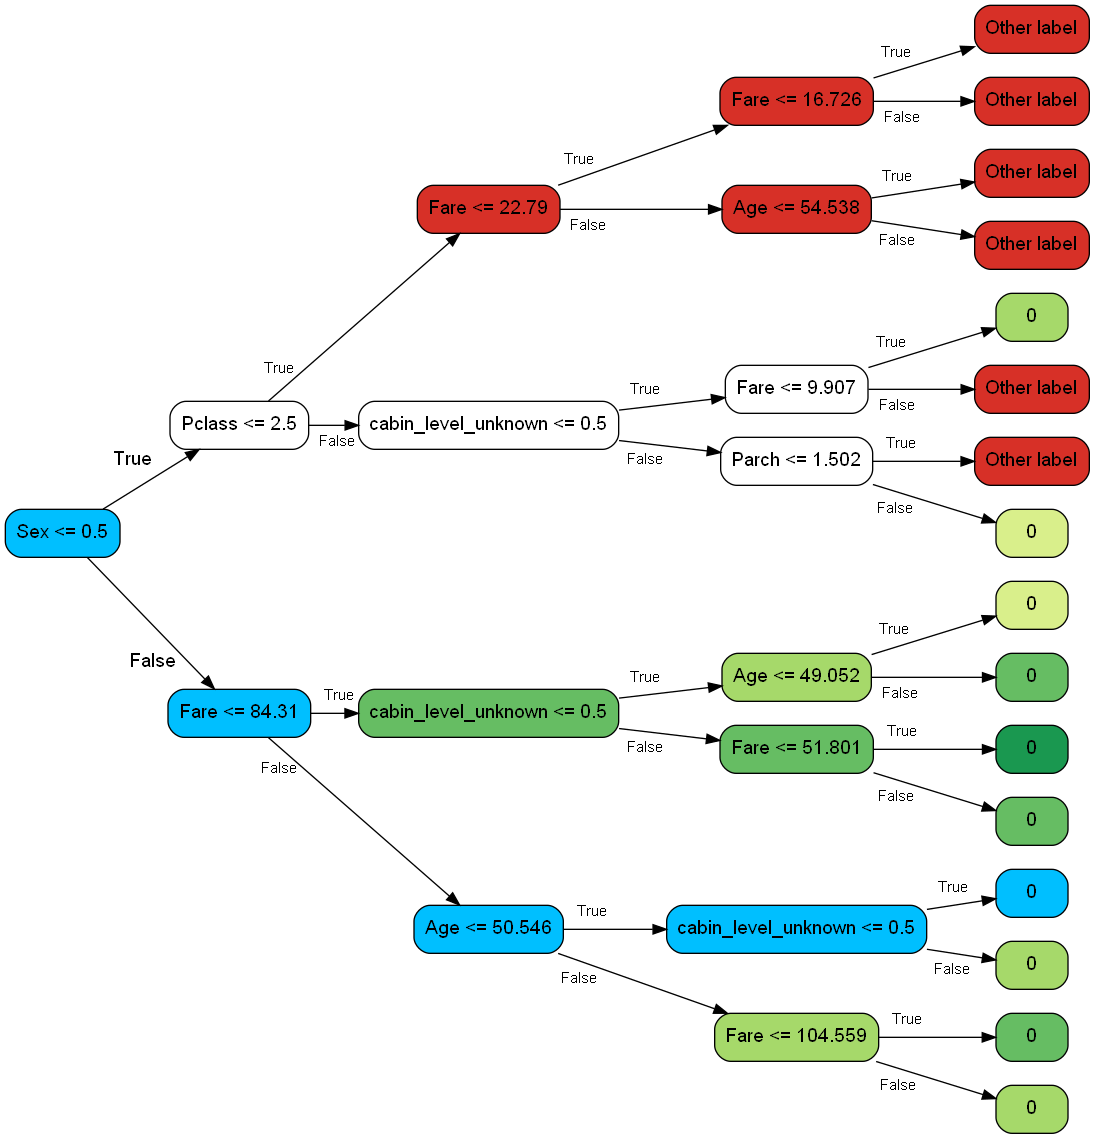 Other label
True
Fare <= 16.726
Other label
False
True
Other label
True
Fare <= 22.79
Age <= 54.538
False
Other label
False
0
True
Fare <= 9.907
Other label
True
True
False
Pclass <= 2.5
cabin_level_unknown <= 0.5
False
True
Other label
True
Parch <= 1.502
False
False
0
Sex <= 0.5
0
True
False
True
Age <= 49.052
0
True
False
Fare <= 84.31
cabin_level_unknown <= 0.5
True
Fare <= 51.801
0
False
False
False
0
True
0
True
Age <= 50.546
cabin_level_unknown <= 0.5
False
0
False
True
Fare <= 104.559
0
False
0